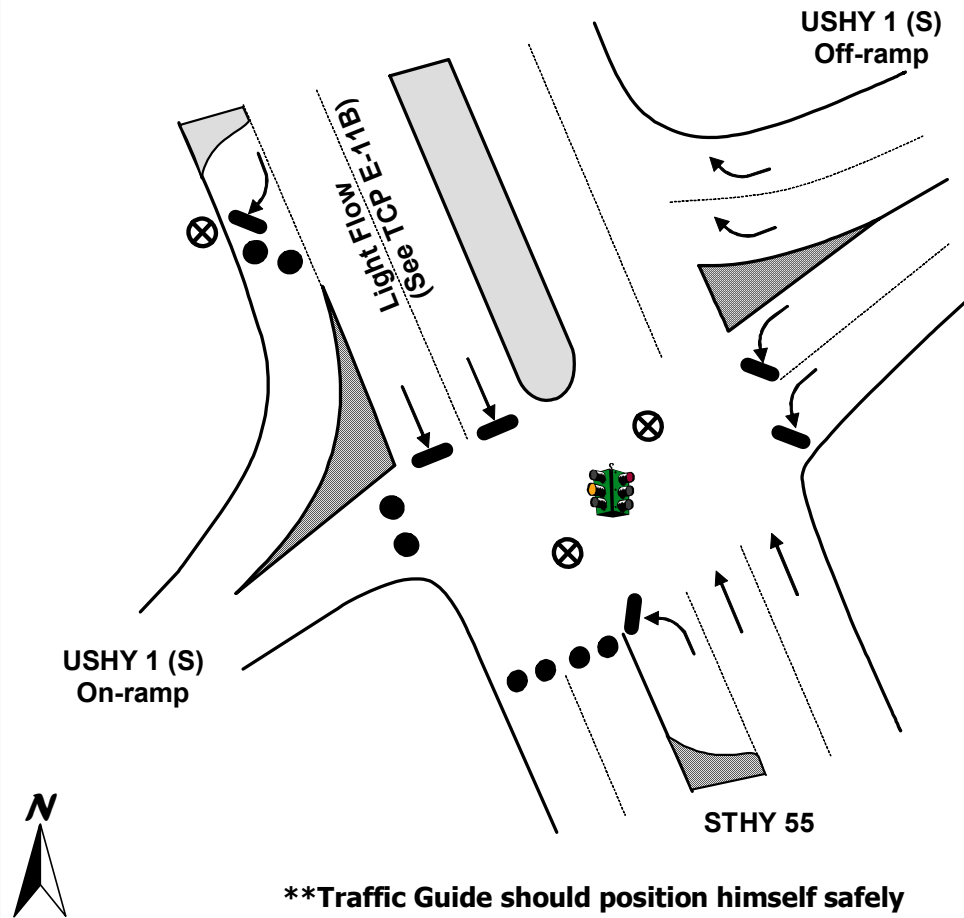 USHY 1 (S)
Off-ramp
Light Flow
(See TCP E-11B)
USHY 1 (S)
On-ramp
STHY 55
N
**Traffic Guide should position himself safely